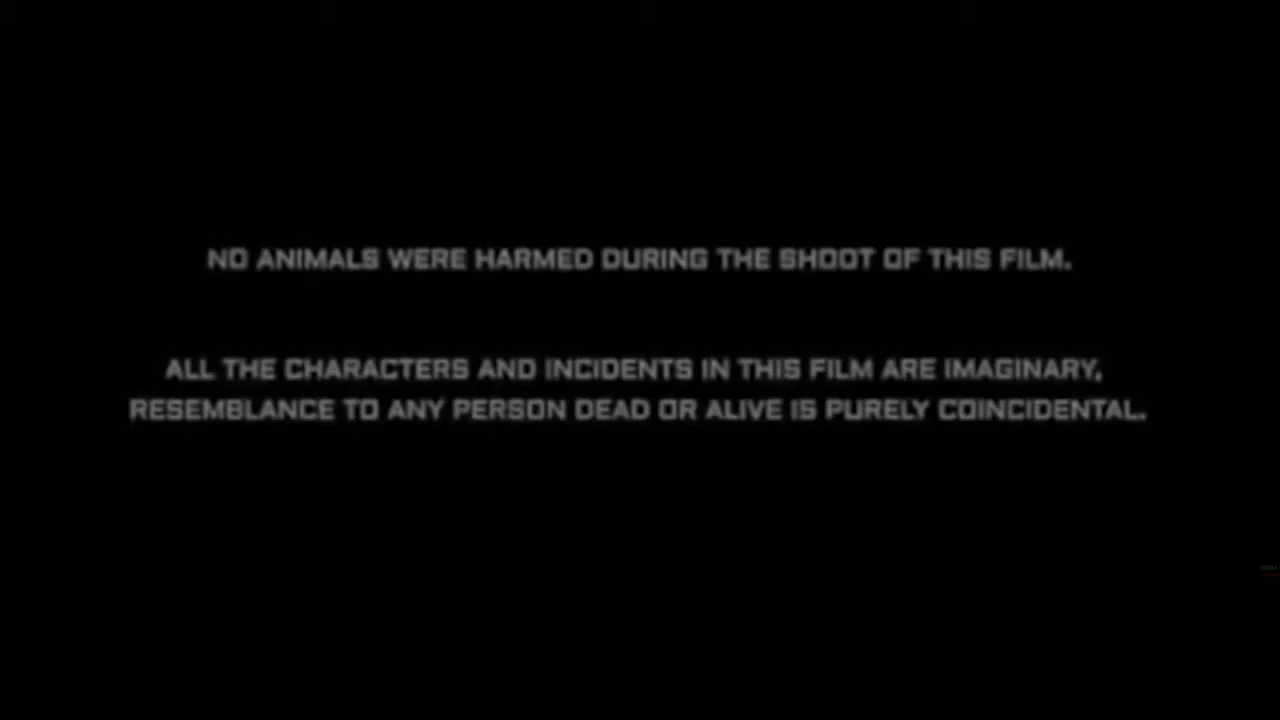 NO ANIMALS WERE HARMED DURING THE SHOOT OF THIS FILM.
ALL THE CHARACTERS AND INCIDENTS IN THIS FILM ARE IMAGINARY,
RESEMBLANCE TO ANY PERSON DEAD OR ALIVE IS PURELY COINCIDENTAL.